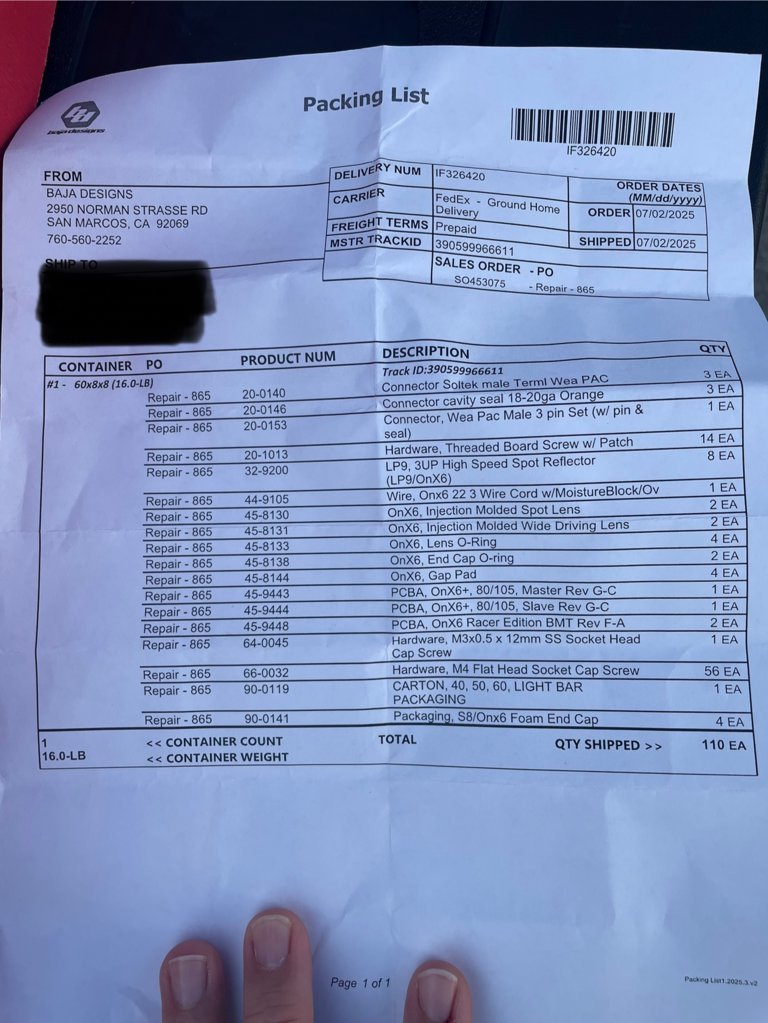 Packing List
baja designs
IF326420
FROM
BAJA DESIGNS
2950 NORMAN STRASSE RD
SAN MARCOS, CA 92069
760-560-2252
DELIVERY NUM IF326420
CARRIER FedEx - Ground Home
Delivery
FREIGHT TERMS Prepaid
MSTR TRACKID 390599966611
ORDER DATES
(MM/dd/yyyy)
ORDER 07/02/2025
SHIPPED 07/02/2025
SALES ORDER - PO
SO453075 - Repair - 865
SHIP TO
CONTAINER PO PRODUCT NUM DESCRIPTION QTY
#1 - 60x8x8 (16.0-LB) Track ID:390599966611
Repair - 865 20-0140 Connector Soltek male Terml Wea PAC 3 EA
Repair - 865 20-0146 Connector cavity seal 18-20ga Orange 3 EA
Repair - 865 20-0153 Connector, Wea Pac Male 3 pin Set (w/ pin & 1 EA
seal)
Repair - 865 20-1013 Hardware, Threaded Board Screw w/ Patch 14 EA
Repair - 865 32-9200 LP9, 3UP High Speed Spot Reflector 8 EA
(LP9/OnX6)
Repair - 865 44-9105 Wire, Onx6 22 3 Wire Cord w/MoistureBlock/Ov 1 EA
Repair - 865 45-8130 OnX6, Injection Molded Spot Lens 2 EA
Repair - 865 45-8131 OnX6, Injection Molded Wide Driving Lens 2 EA
Repair - 865 45-8133 OnX6, Lens O-Ring 4 EA
Repair - 865 45-8138 OnX6, End Cap O-ring 2 EA
Repair - 865 45-8144 OnX6, Gap Pad 4 EA
Repair - 865 45-9443 PCBA, OnX6+, 80/105, Master Rev G-C 1 EA
Repair - 865 45-9444 PCBA, OnX6+, 80/105, Slave Rev G-C 1 EA
Repair - 865 45-9448 PCBA, OnX6 Racer Edition BMT Rev F-A 2 EA
Repair - 865 64-0045 Hardware, M3x0.5 x 12mm SS Socket Head 1 EA
Cap Screw
Repair - 865 66-0032 Hardware, M4 Flat Head Socket Cap Screw 56 EA
Repair - 865 90-0119 CARTON, 40, 50, 60, LIGHT BAR 1 EA
PACKAGING
Repair - 865 90-0141 Packaging, S8/Onx6 Foam End Cap 4 EA
1 << CONTAINER COUNT TOTAL QTY SHIPPED >> 110 EA
16.0-LB << CONTAINER WEIGHT
Page 1 of 1
Packing List1.2025.3.v2